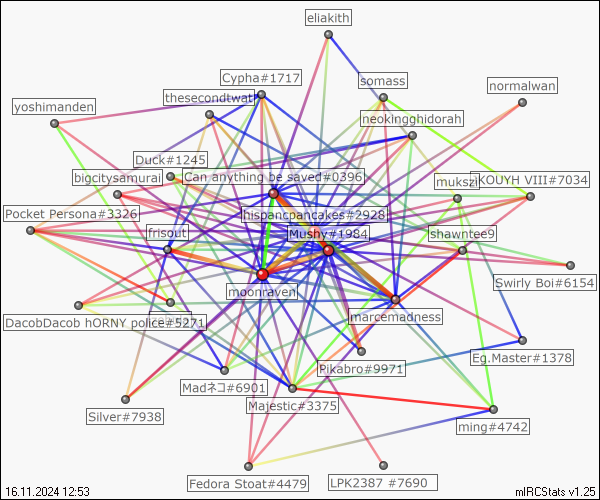 eliakith
Cypha#1717
somass
normalwan
thesecondtwat
yoshimanden
neokingghidorah
Duck#1245
bigcitysamurai
Can anything be saved#0396
mukszi
KOUYH VIII#7034
Pocket Persona#3326
hispancpancakes#2928
frisout
Mushy#1984
shawntee9
Swirly Boi#6154
moonraven
DacobDacob hORNY police#5271
marcemadness
Eg.Master#1378
Pikabro#9971
Madネコ#6901
Majestic#3375
Silver#7938
ming#4742
Fedora Stoat#4479
LPK2387 #7690
16.11.2024 12:53
mIRCStats v1.25